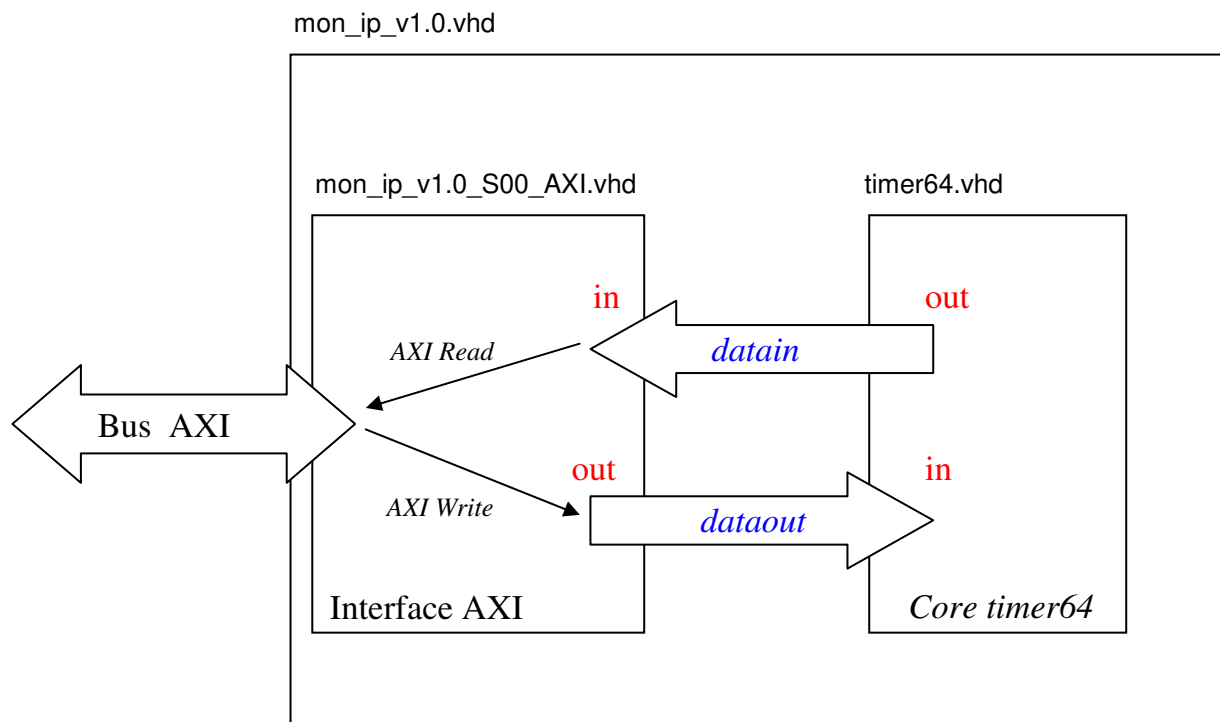 mon_ip_v1.0.vhd
mon_ip_v1.0_S00_AXI.vhd
timer64.vhd
in
out
AXI Read
datain
Bus AXI
out
in
AXI Write
dataout
Interface AXI
Core timer64